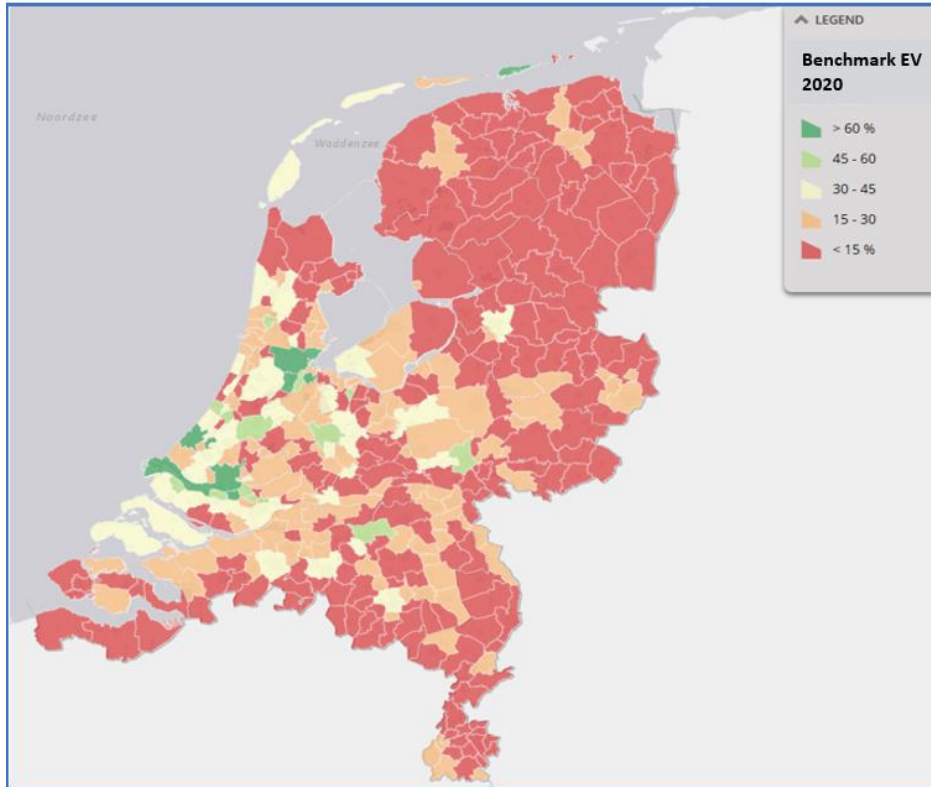 LEGEND
Benchmark EV
2020
> 60 %
45 - 60
30 - 45
15 - 30
< 15 %
Noordzee
Waddenzee